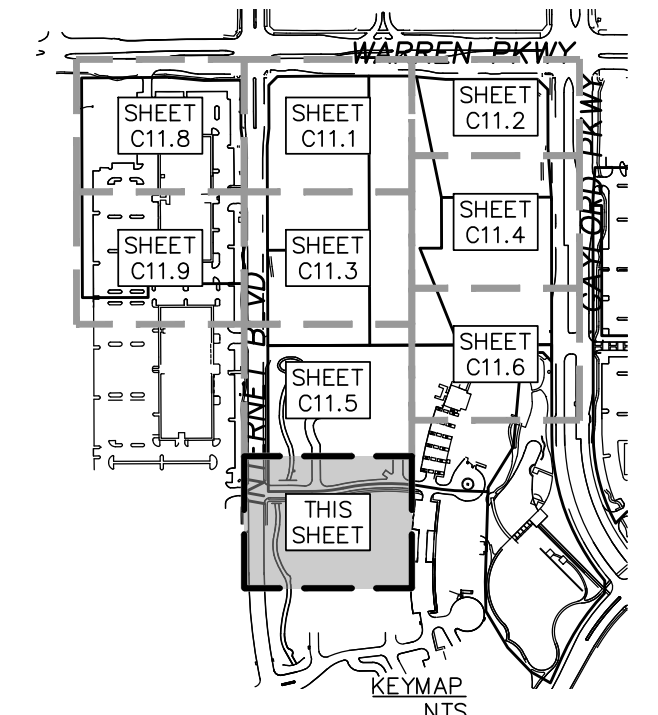 WARREN PKWY
SHEET
C11.8
SHEET
C11.1
SHEET
C11.2
GAYLORD PKWY
SHEET
C11.4
SHEET
C11.9
SHEET
C11.3
SHEET
C11.6
SHEET
C11.5
THIS
SHEET
KEYMAP
NTS